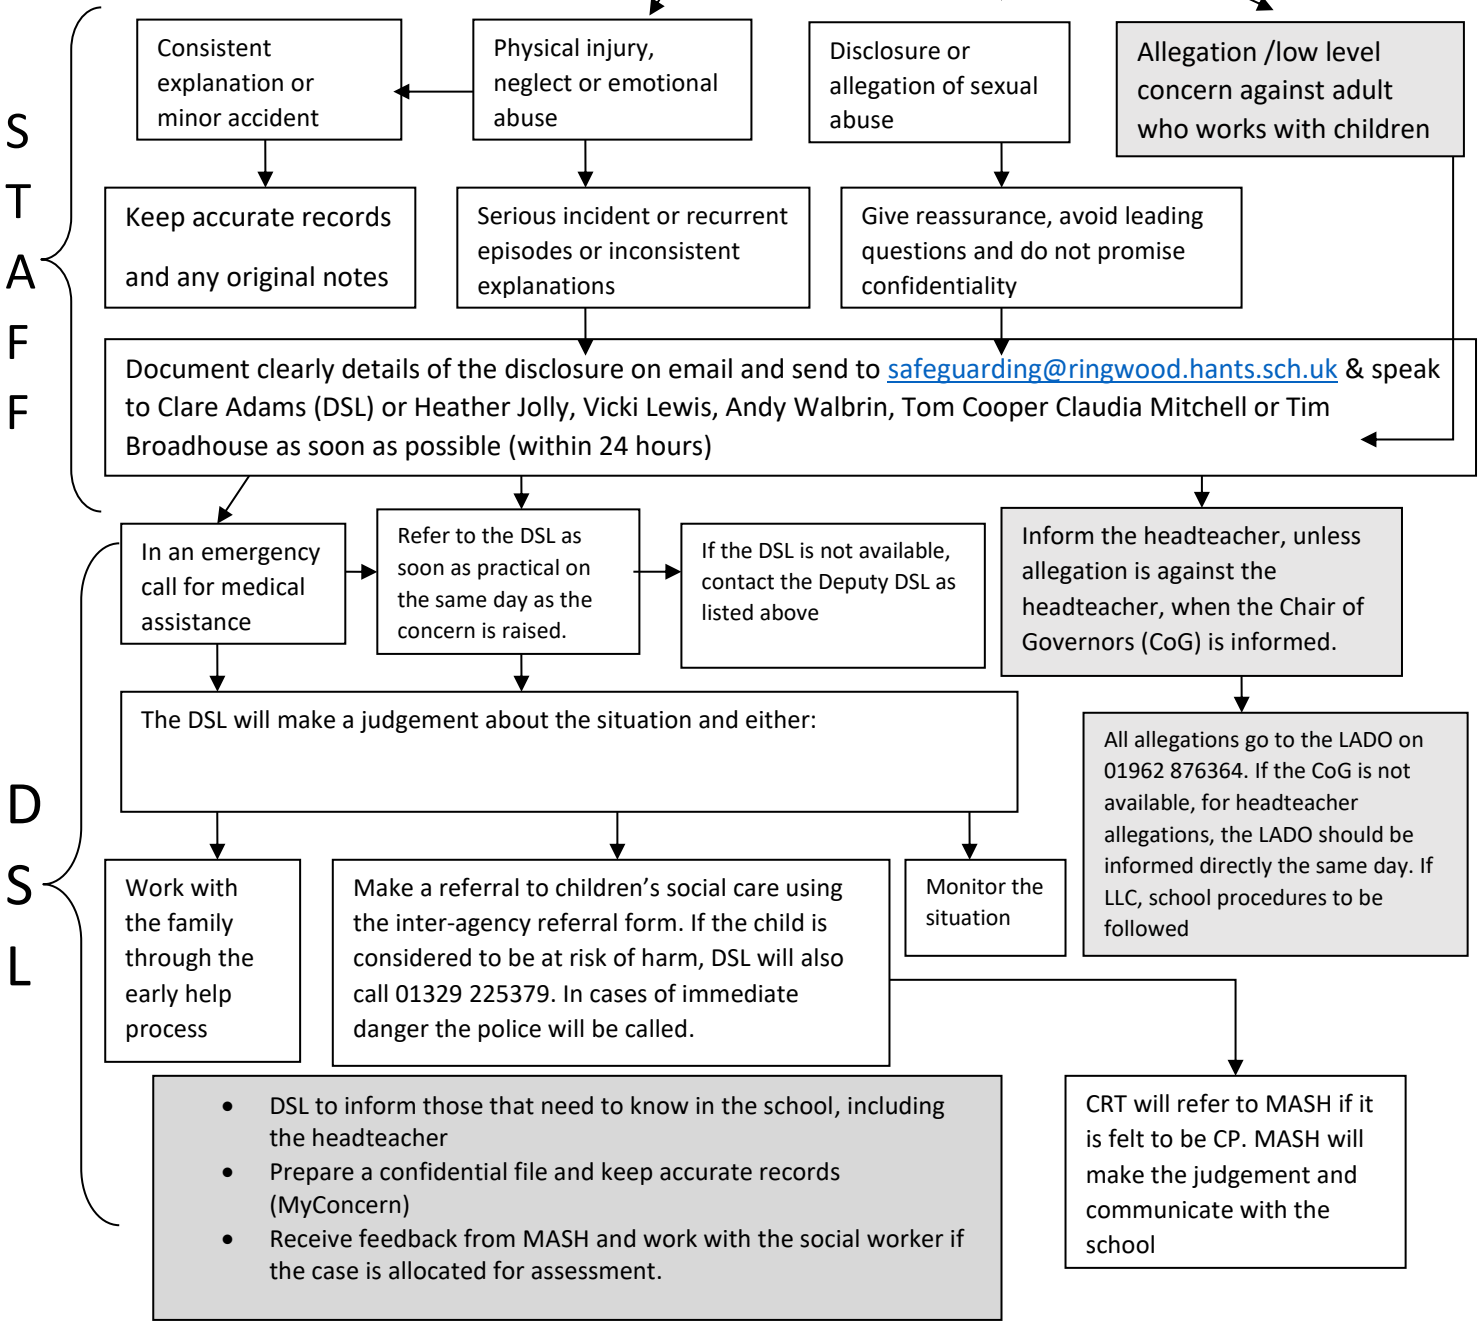 S
T
A
F
F
Consistent
explanation or
minor accident
Physical injury,
neglect or emotional
abuse
Disclosure or
allegation of sexual
abuse
Allegation /low level
concern against adult
who works with children
Keep accurate records
and any original notes
Serious incident or recurrent
episodes or inconsistent
explanations
Give reassurance, avoid leading
questions and do not promise
confidentiality
Document clearly details of the disclosure on email and send to safeguarding@ringwood.hants.sch.uk & speak
to Clare Adams (DSL) or Heather Jolly, Vicki Lewis, Andy Walbrin, Tom Cooper Claudia Mitchell or Tim
Broadhouse as soon as possible (within 24 hours)
D
S
L
In an emergency
call for medical
assistance
Refer to the DSL as
soon as practical on
the same day as the
concern is raised.
If the DSL is not available,
contact the Deputy DSL as
listed above
Inform the headteacher, unless
allegation is against the
headteacher, when the Chair of
Governors (CoG) is informed.
The DSL will make a judgement about the situation and either:
All allegations go to the LADO on
01962 876364. If the CoG is not
available, for headteacher
allegations, the LADO should be
informed directly the same day. If
LLC, school procedures to be
followed
Work with
the family
through the
early help
process
Make a referral to children’s social care using
the inter-agency referral form. If the child is
considered to be at risk of harm, DSL will also
call 01329 225379. In cases of immediate
danger the police will be called.
Monitor the
situation
• DSL to inform those that need to know in the school, including
the headteacher
• Prepare a confidential file and keep accurate records
(MyConcern)
• Receive feedback from MASH and work with the social worker if
the case is allocated for assessment.
CRT will refer to MASH if it
is felt to be CP. MASH will
make the judgement and
communicate with the
school